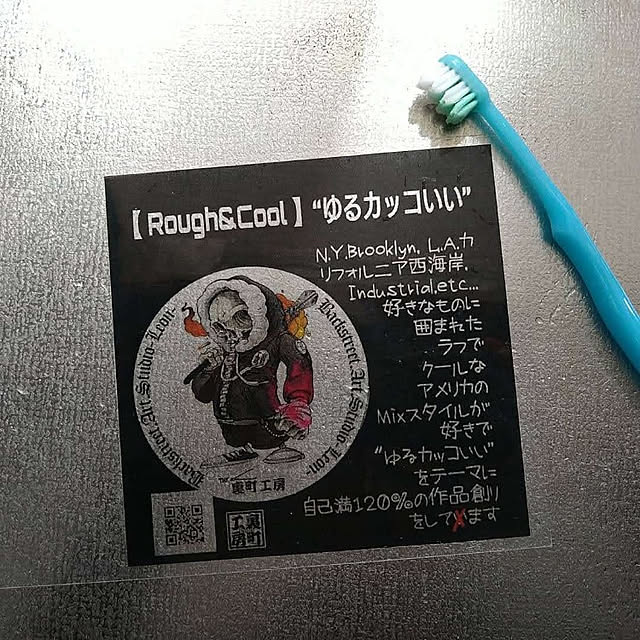 【Rough&Cool】“ゆるカッコいい”
N.Y.Brooklyn, L.A.カ
リフォルニア西海岸,
Industrial.etc...
好きなものに
囲まれた
ラフで
クールな
アメリカの
Mixスタイルが
好きで
“ゆるカッコいい”
をテーマに
自己満120%の作品創り
をしてます
Backstreet Art Studio-Leon-
Backstreet Art Studio-Leon-
THE 裏町工房
工裏
房町